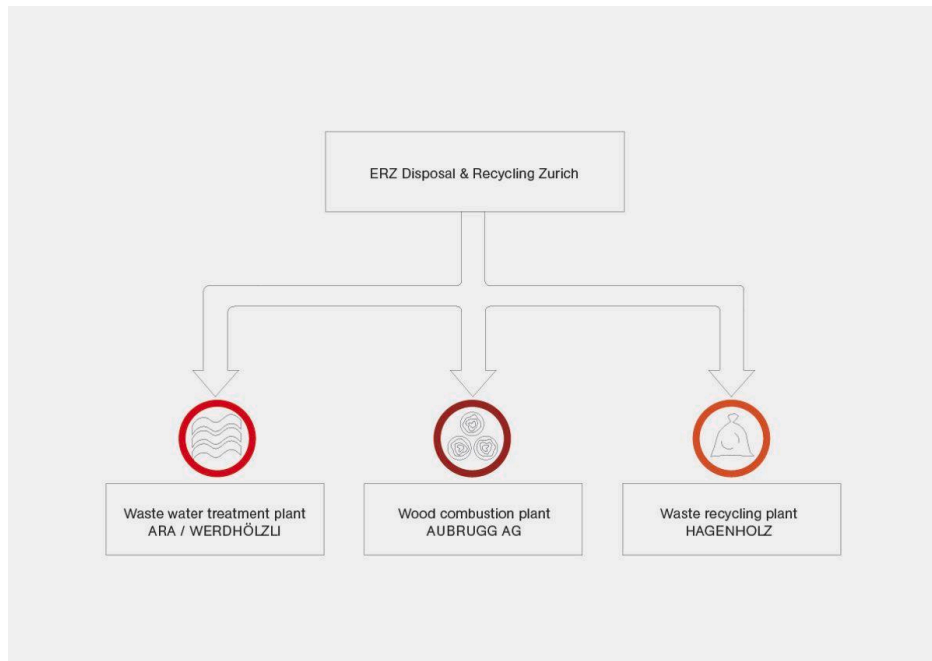 ERZ Disposal & Recycling Zurich
Waste water treatment plant
ARA / WERDHÖLZLI
Wood combustion plant
AUBRUGG AG
Waste recycling plant
HAGENHOLZ